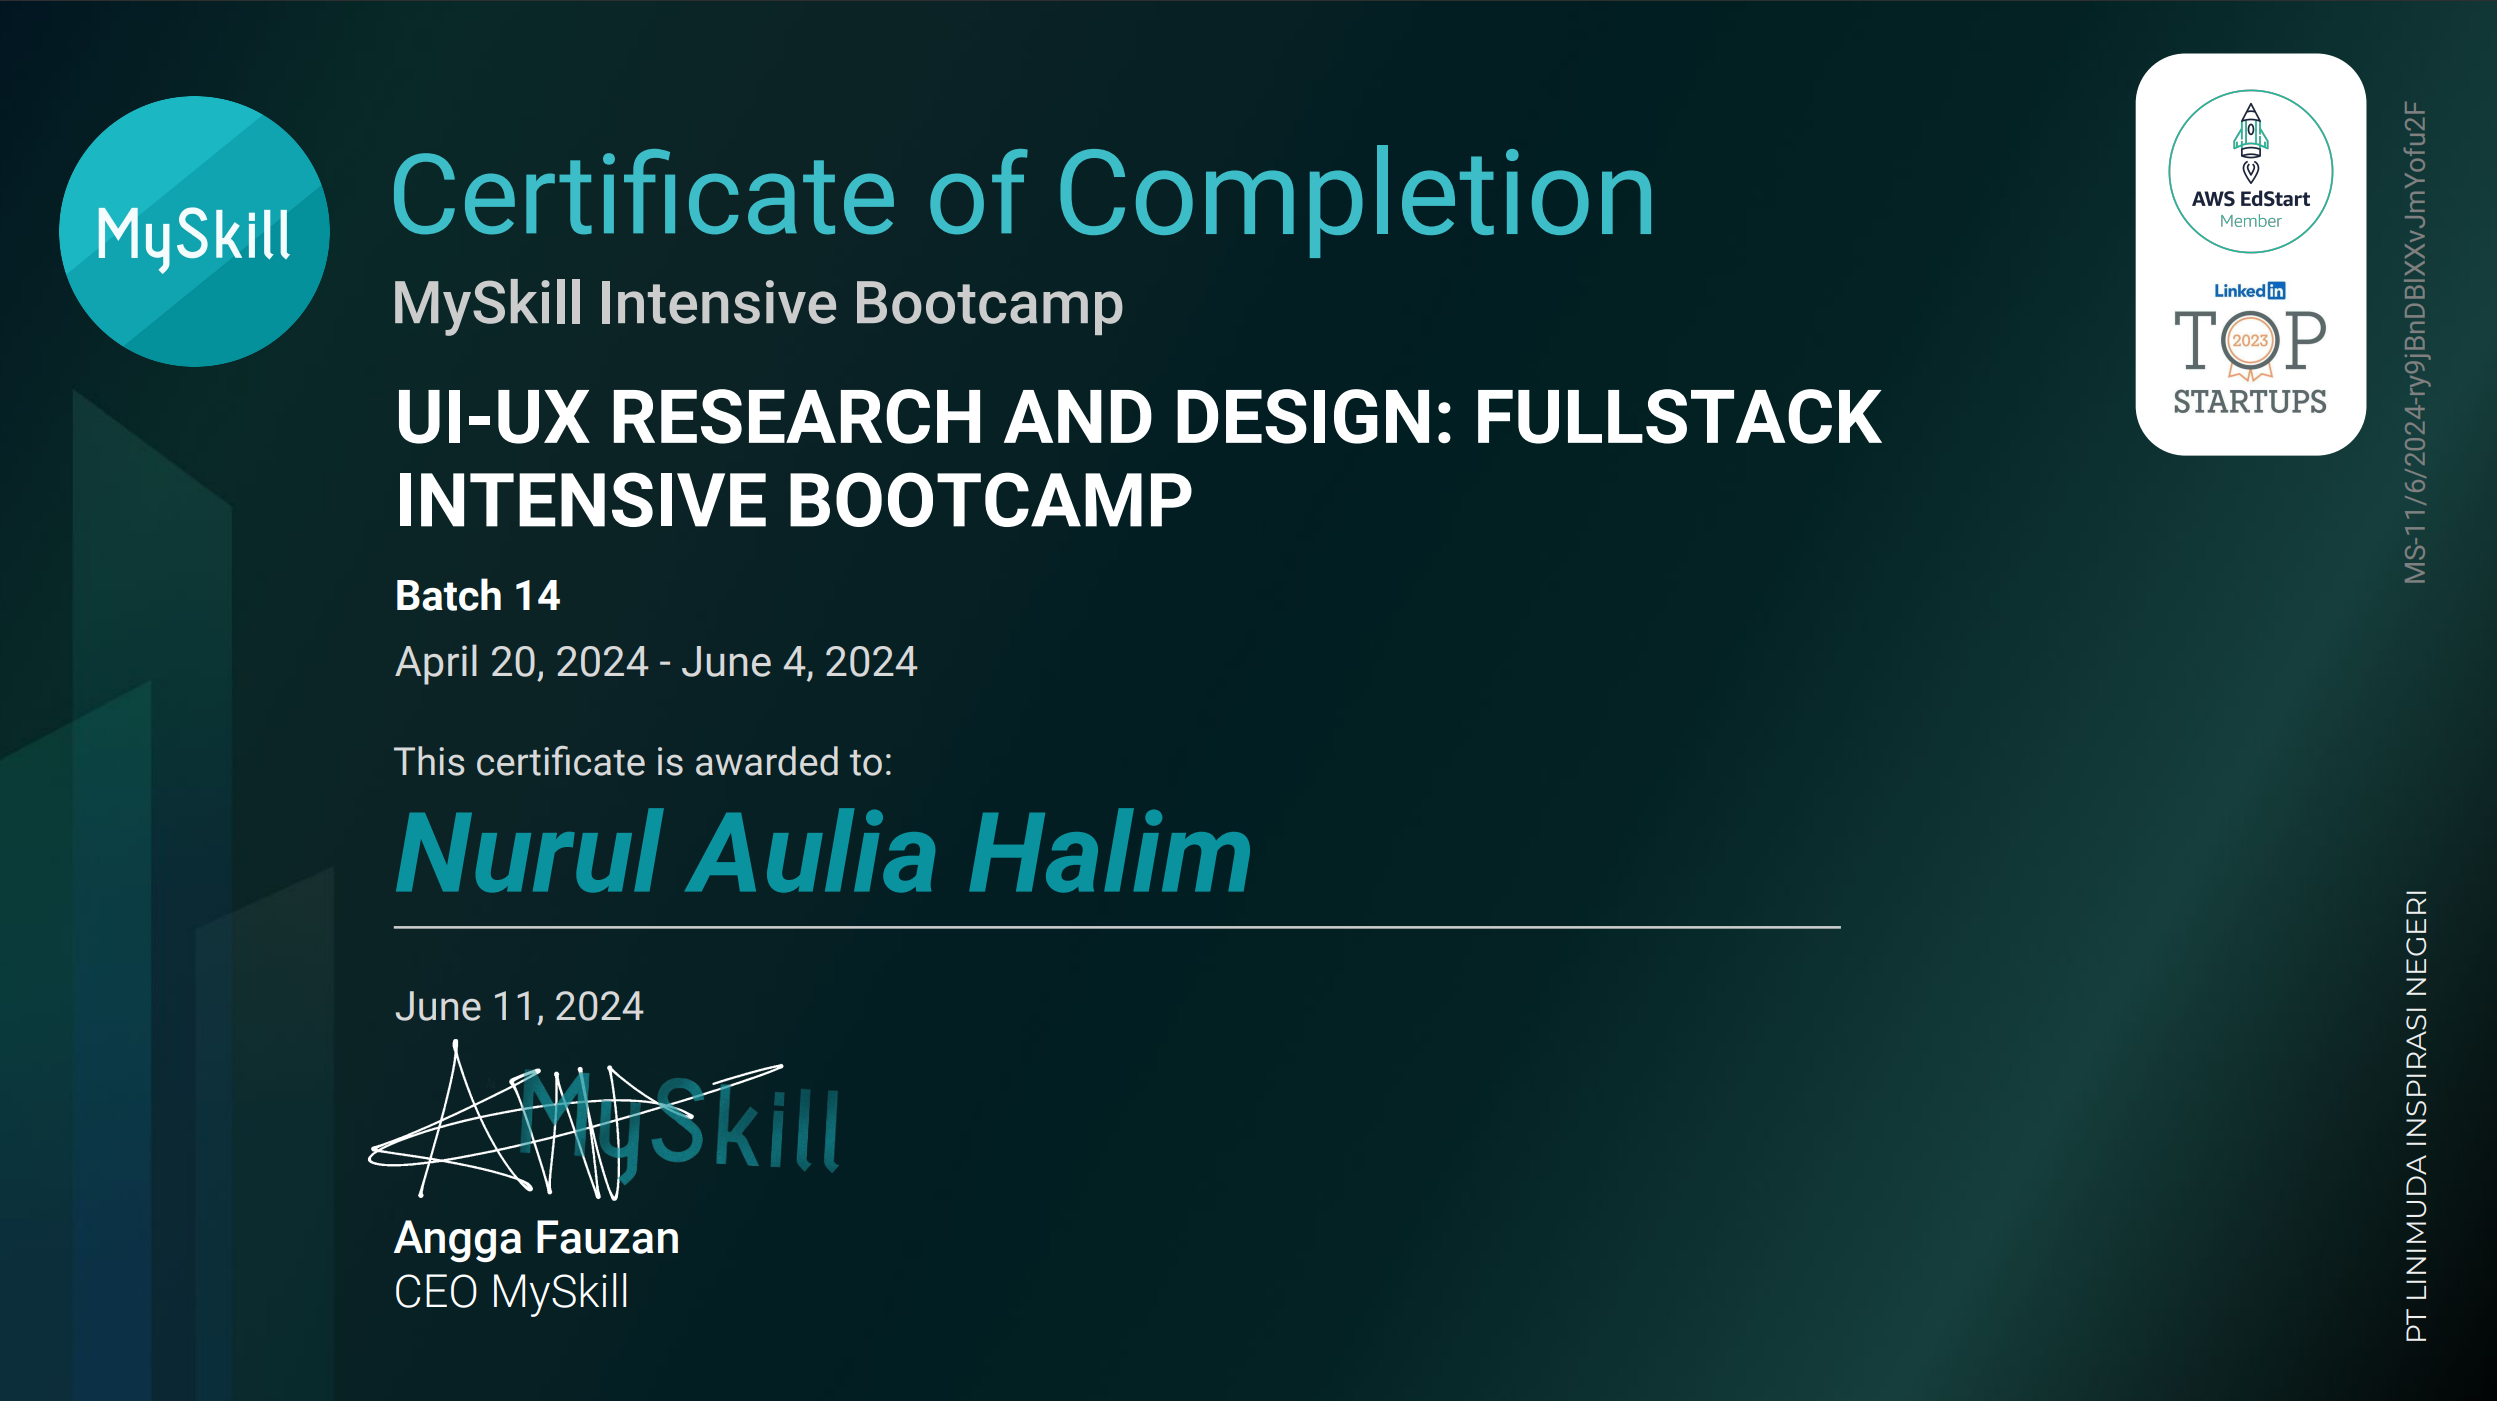 MySkill
Certificate of Completion
MySkill Intensive Bootcamp
UI-UX RESEARCH AND DESIGN: FULLSTACK
INTENSIVE BOOTCAMP
Batch 14
April 20, 2024 - June 4, 2024
This certificate is awarded to:
Nurul Aulia Halim
June 11, 2024
MySkill
Angga Fauzan
CEO MySkill
AWS EdStart
Member
LinkedIn
TOP
2023
STARTUPS
MS-11/6/2024-ry9jBnDBIXXvJmYofu2F
PT LINIMUDA INSPIRASI NEGERI